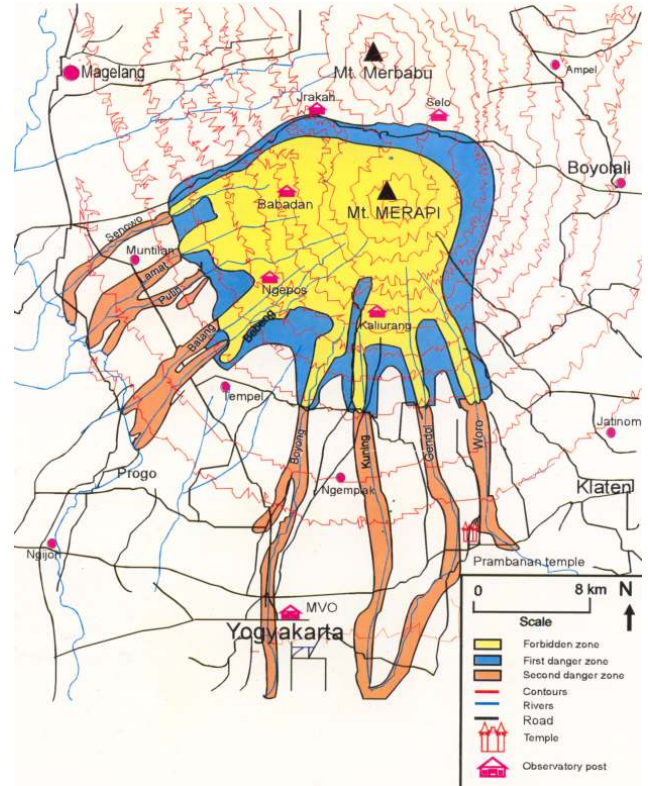 Mt. Merbabu
Magelang
Ampel
Jrakah
Selo
Boyolali
Babadan
Mt. MERAPI
Senowo
Muntilan
Lamat
Putih
Ngepos
Bebeng
Kaliurang
Batang
Tempel
Boyong
Kuning
Gendol
Woro
Jatinom
Progo
Ngemplak
Klaten
Ngijon
Prambanan temple
MVO
Yogyakarta
0 8 km N
Scale
Forbidden zone
First danger zone
Second danger zone
Contours
Rivers
Road
Temple
Observatory post